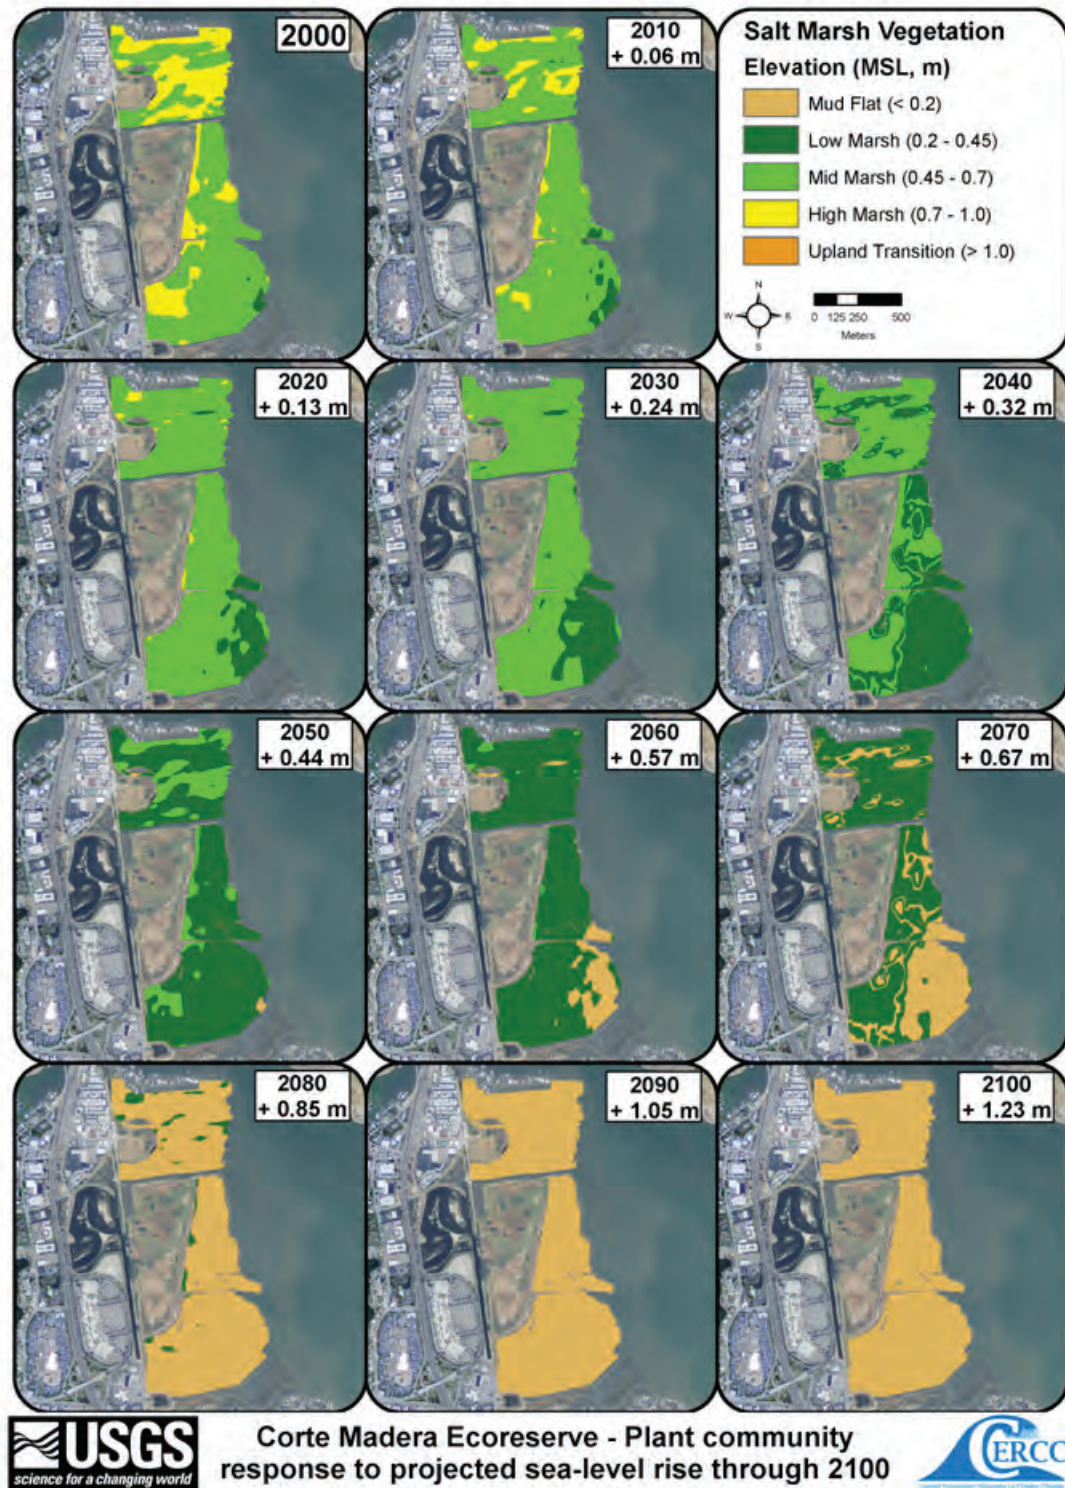 2000
2010
+ 0.06 m
Salt Marsh Vegetation
Elevation (MSL, m)
Mud Flat (< 0.2)
Low Marsh (0.2 - 0.45)
Mid Marsh (0.45 - 0.7)
High Marsh (0.7 - 1.0)
Upland Transition (> 1.0)
N
W
E
S
0 125 250 500
Meters
2020
+ 0.13 m
2030
+ 0.24 m
2040
+ 0.32 m
2050
+ 0.44 m
2060
+ 0.57 m
2070
+ 0.67 m
2080
+ 0.85 m
2090
+ 1.05 m
2100
+ 1.23 m
USGS
science for a changing world
Corte Madera Ecoreserve - Plant community
response to projected sea-level rise through 2100
CERCC